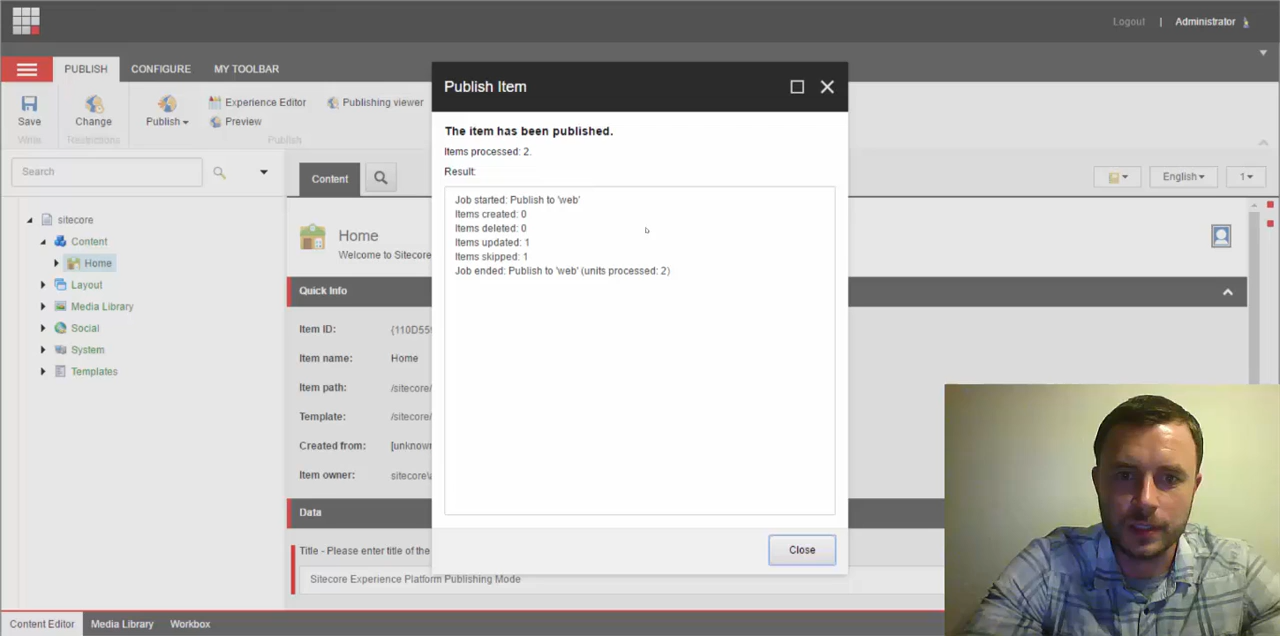 Logout | Administrator
PUBLISH CONFIGURE MY TOOLBAR
Save
Write
Change
Restrictions
Publish
Experience Editor
Preview
Publishing viewer
Publish
Search
Content
English
1
sitecore
Content
Home
Layout
Media Library
Social
System
Templates
Home
Welcome to Sitecore
Quick Info
Item ID: {110D559
Item name: Home
Item path: /sitecore/
Template: /sitecore/
Created from: [unknown
Item owner: sitecore\a
Data
Title - Please enter title of the
Sitecore Experience Platform Publishing Mode
Publish Item
The item has been published.
Items processed: 2.
Result:
Job started: Publish to 'web'
Items created: 0
Items deleted: 0
Items updated: 1
Items skipped: 1
Job ended: Publish to 'web' (units processed: 2)
Close
Content Editor Media Library Workbox